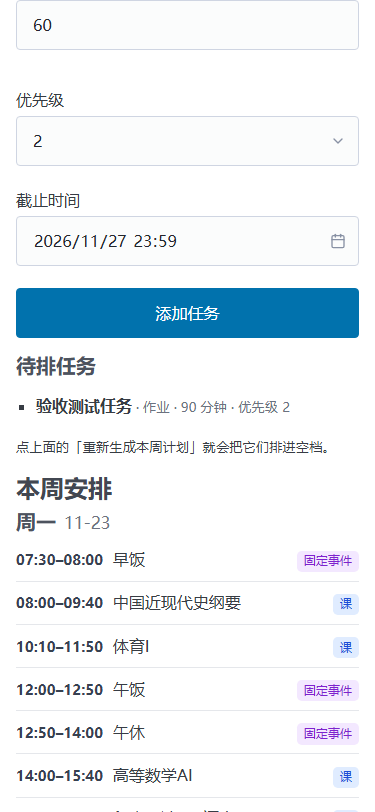 60
优先级
2
截止时间
2026/11/27 23:59
添加任务
待排任务
▪ 验收测试任务 · 作业 · 90 分钟 · 优先级 2
点上面的「重新生成本周计划」就会把它们排进空档。
本周安排
周一 11-23
07:30–08:00 早饭 固定事件
08:00–09:40 中国近现代史纲要 课
10:10–11:50 体育I 课
12:00–12:50 午饭 固定事件
12:50–14:00 午休 固定事件
14:00–15:40 高等数学AI 课